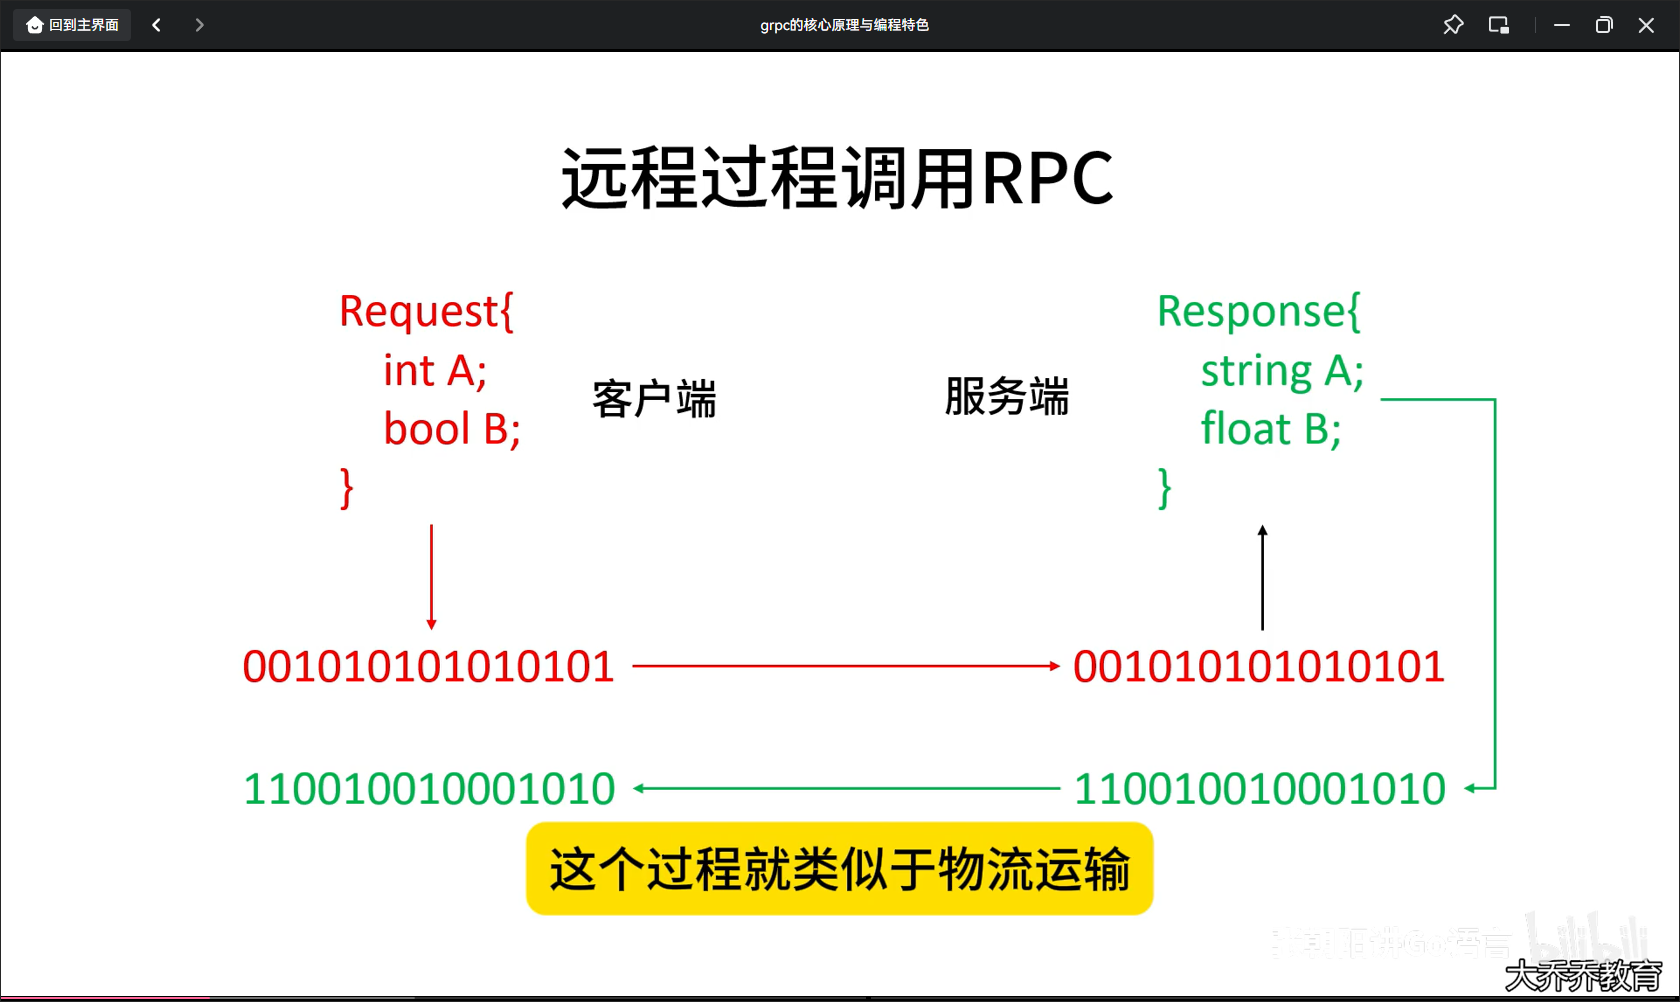 回到主界面
grpc的核心原理与编程特色
远程过程调用RPC
Request{
int A;
bool B;
}
客户端
服务端
Response{
string A;
float B;
}
001010101010101
001010101010101
110010010001010
110010010001010
这个过程就类似于物流运输
bilibili
大乔乔教育